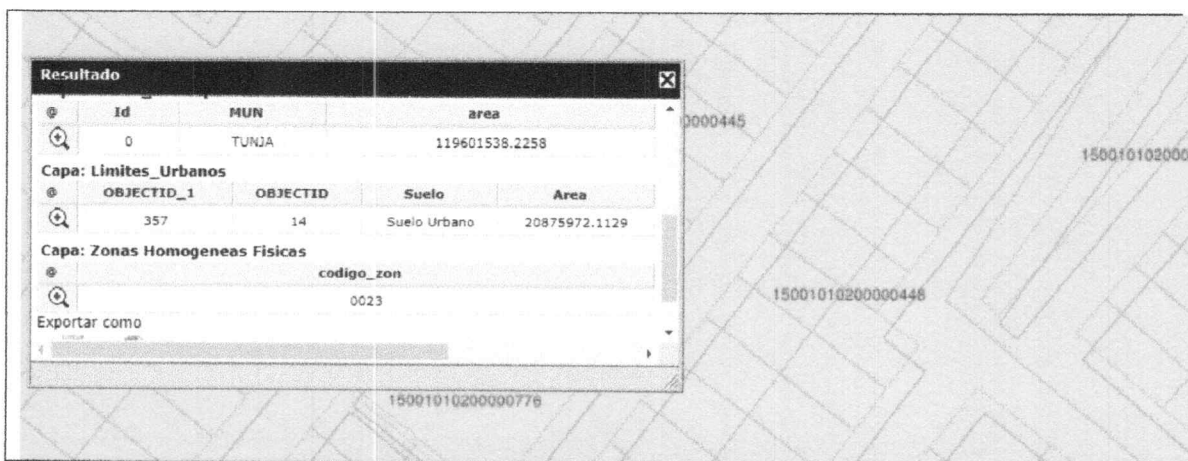 Resultado
@ Id MUN area
0 TUNJA 119601538.2258
Capa: Limites_Urbanos
@ OBJECTID_1 OBJECTID Suelo Area
357 14 Suelo Urbano 20875972.1129
Capa: Zonas Homogeneas Fisicas
@ codigo_zon
0023
Exportar como
0000445
150010102000
15001010200000448
15001010200000776